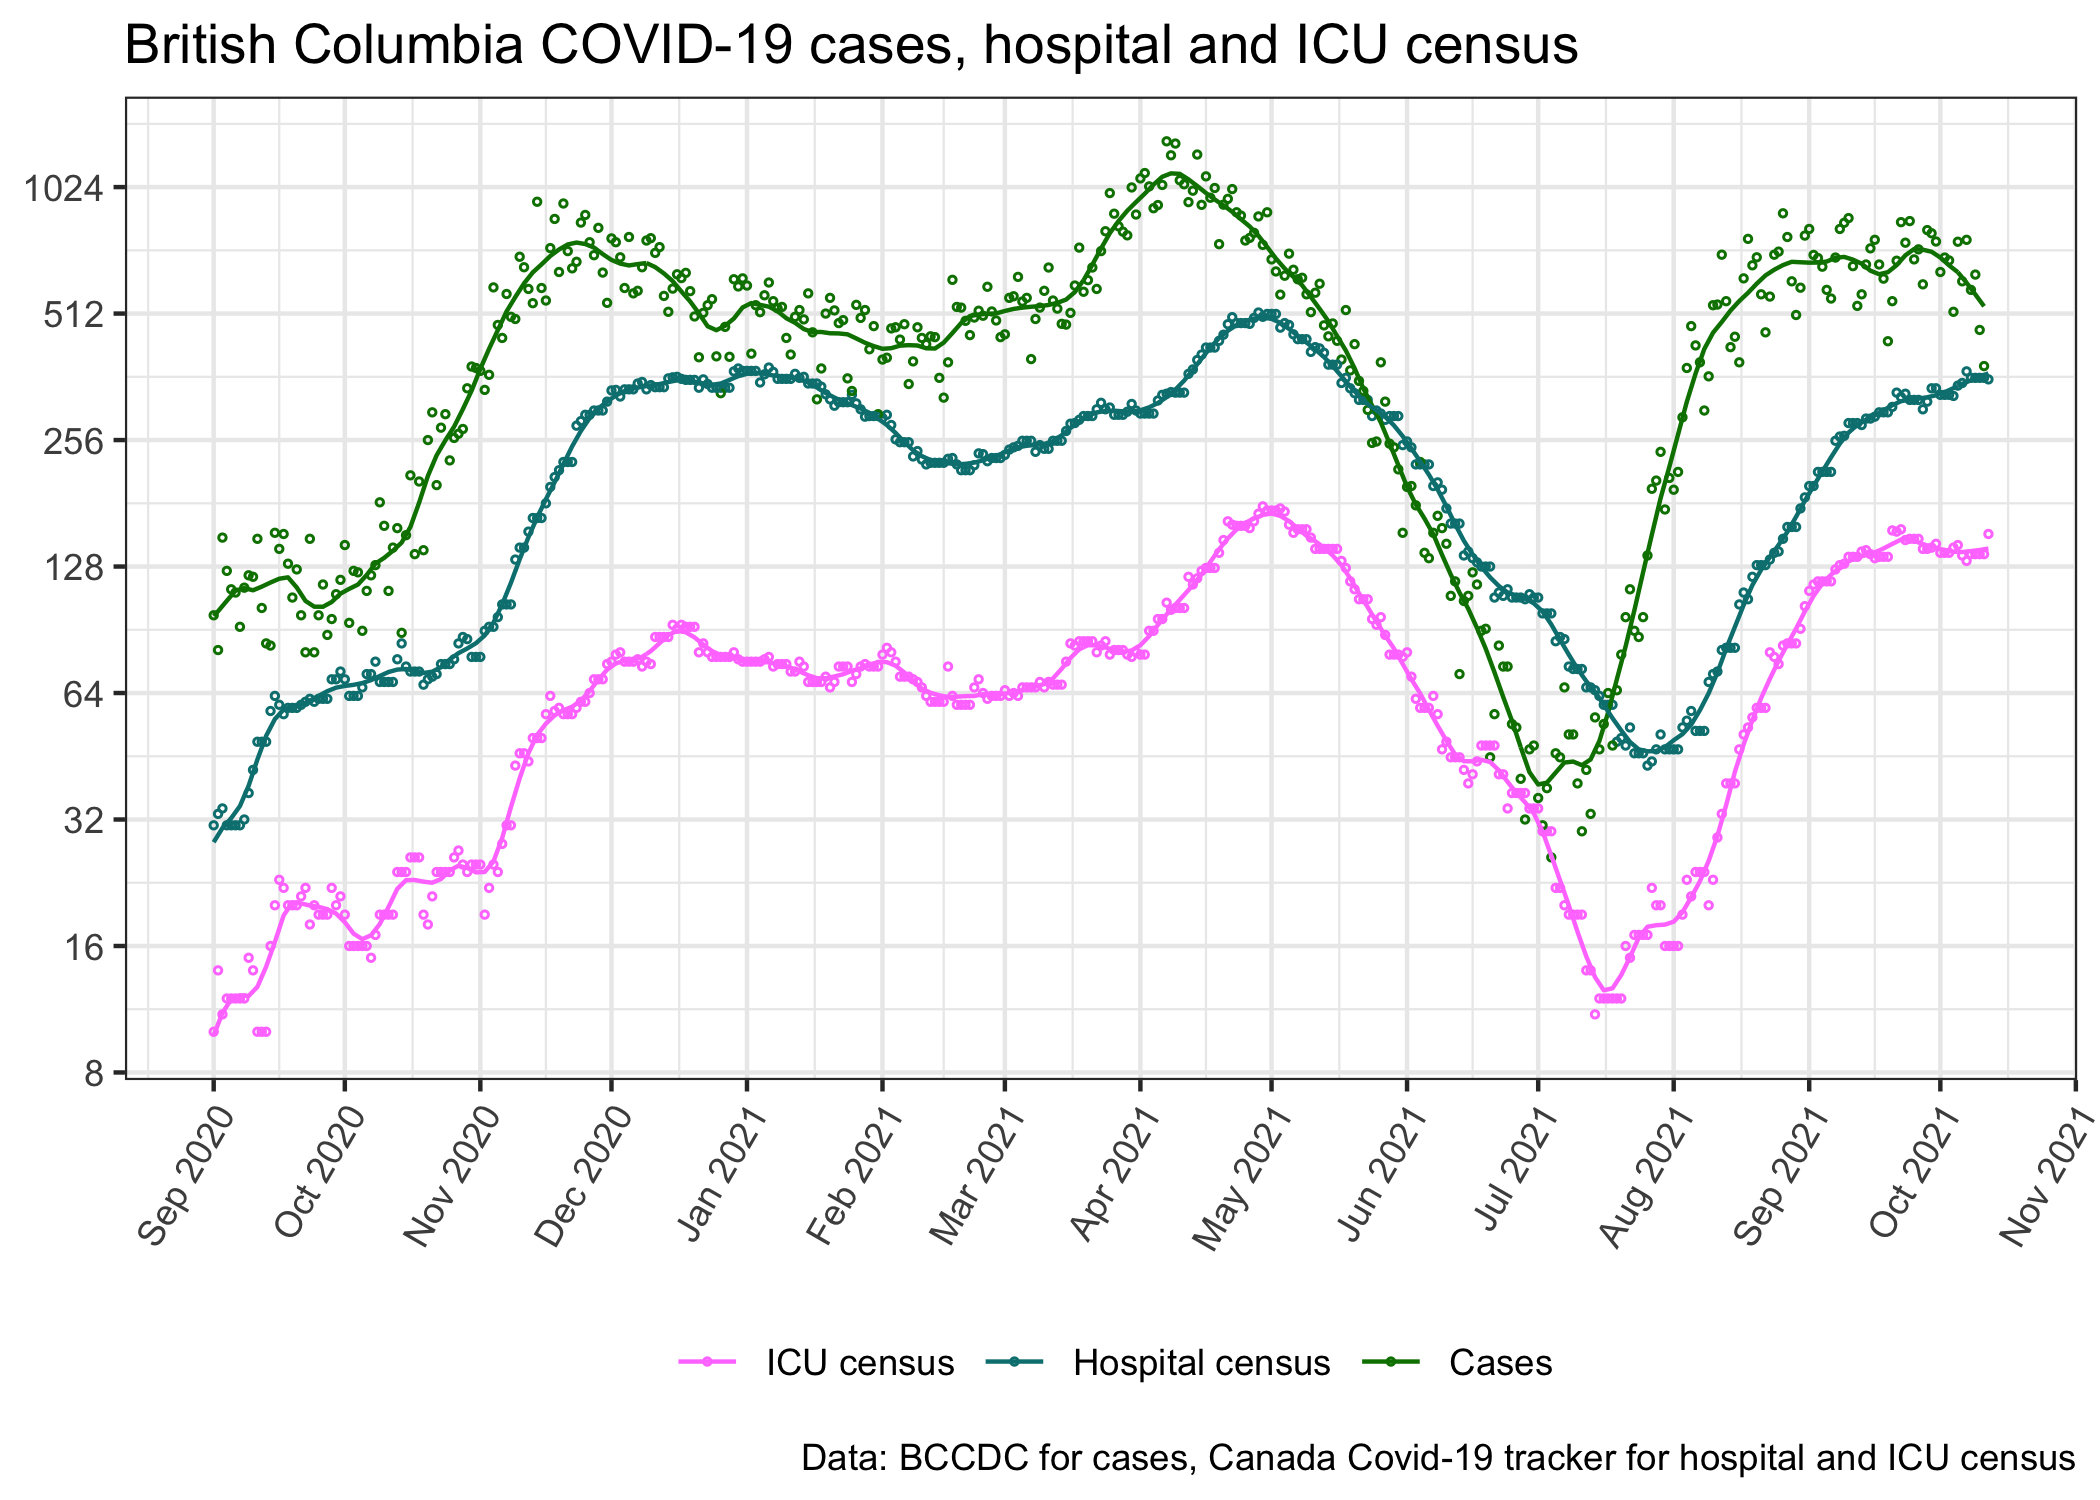 British Columbia COVID-19 cases, hospital and ICU census
1024
512
256
128
64
32
16
8
Sep 2020
Oct 2020
Nov 2020
Dec 2020
Jan 2021
Feb 2021
Mar 2021
Apr 2021
May 2021
Jun 2021
Jul 2021
Aug 2021
Sep 2021
Oct 2021
Nov 2021
ICU census Hospital census Cases
Data: BCCDC for cases, Canada Covid-19 tracker for hospital and ICU census